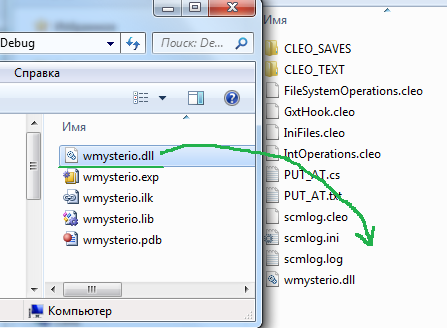 Debug
Поиск: De...
Справка
Имя
wmysterio.dll
wmysterio.exp
wmysterio.ilk
wmysterio.lib
wmysterio.pdb
Компьютер
Имя
CLEO_SAVES
CLEO_TEXT
FileSystemOperations.cleo
GxtHook.cleo
IniFiles.cleo
IntOperations.cleo
PUT_AT.cs
PUT_AT.txt
scmlog.cleo
scmlog.ini
scmlog.log
wmysterio.dll